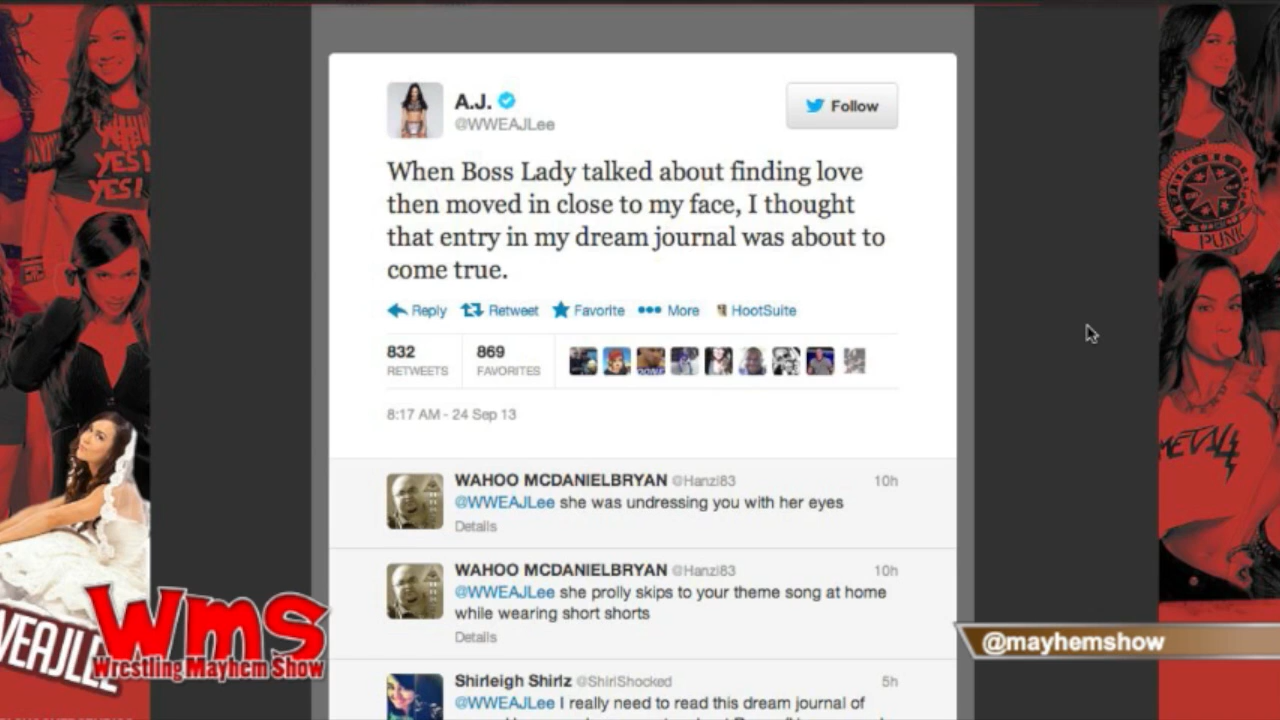 A.J.
@WWEAJLee
Follow
When Boss Lady talked about finding love
then moved in close to my face, I thought
that entry in my dream journal was about to
come true.
Reply Retweet Favorite More HootSuite
832
RETWEETS
869
FAVORITES
8:17 AM - 24 Sep 13
WAHOO MCDANIELBRYAN @Hanzi83 10h
@WWEAJLee she was undressing you with her eyes
Details
WAHOO MCDANIELBRYAN @Hanzi83 10h
@WWEAJLee she prolly skips to your theme song at home
while wearing short shorts
Details
Shirleigh Shirlz @ShirlShocked 5h
@WWEAJLee I really need to read this dream journal of
YES!
YES!
PUNK
METAL
WEAJLEE
WMS
Wrestling Mayhem Show
@mayhemshow